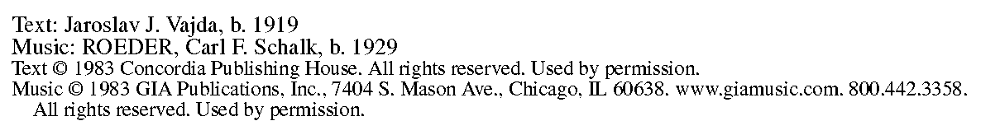 Text: Jaroslav J. Vajda, b. 1919
Music: ROEDER, Carl F. Schalk, b. 1929
Text © 1983 Concordia Publishing House. All rights reserved. Used by permission.
Music © 1983 GIA Publications, Inc., 7404 S. Mason Ave., Chicago, IL 60638. www.giamusic.com. 800.442.3358.
All rights reserved. Used by permission.